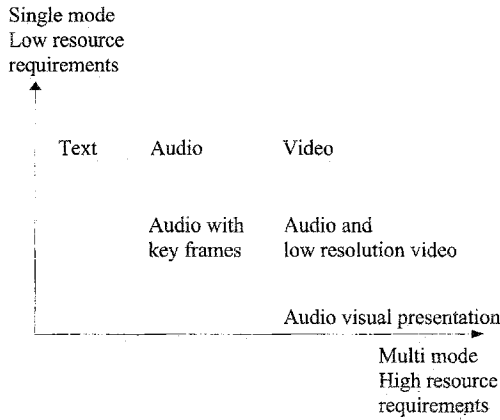 Single mode
Low resource
requirements
Text Audio Video
Audio with
key frames
Audio and
low resolution video
Audio visual presentation
Multi mode
High resource
requirements